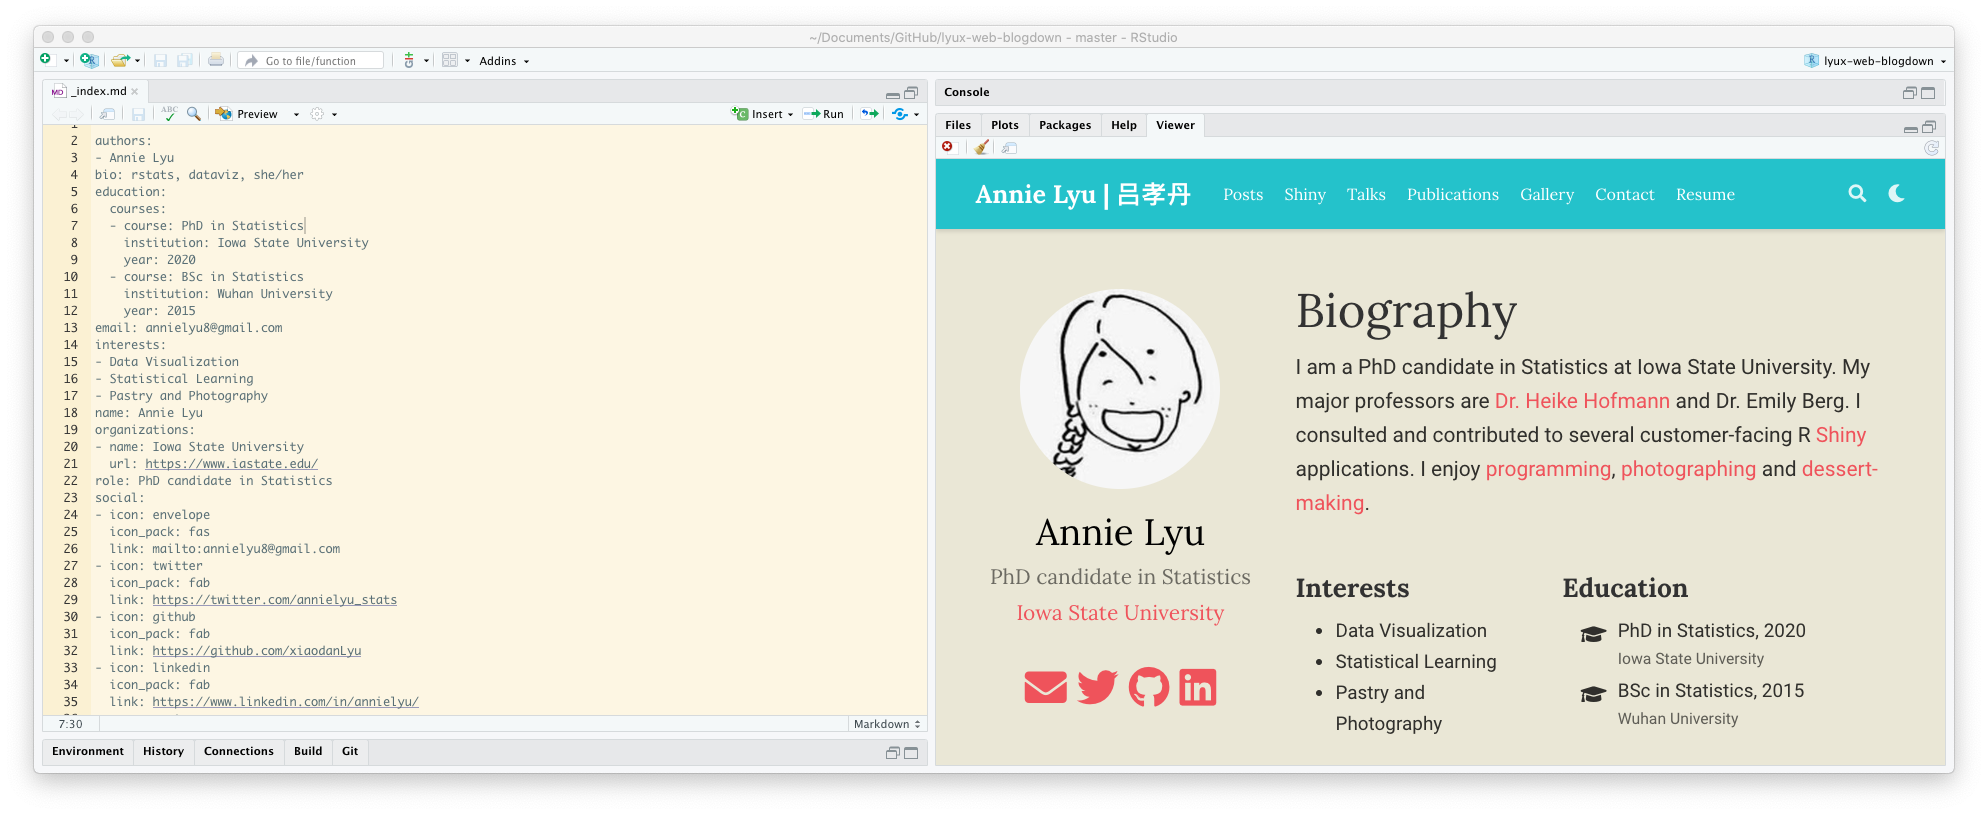 ~/Documents/GitHub/lyux-web-blogdown - master - RStudio
Go to file/function
Addins
lyux-web-blogdown
_index.md
ABC
Preview
Insert
Run
1
2 authors:
3 - Annie Lyu
4 bio: rstats, dataviz, she/her
5 education:
6 courses:
7 - course: PhD in Statistics
8 institution: Iowa State University
9 year: 2020
10 - course: BSc in Statistics
11 institution: Wuhan University
12 year: 2015
13 email: annielyu8@gmail.com
14 interests:
15 - Data Visualization
16 - Statistical Learning
17 - Pastry and Photography
18 name: Annie Lyu
19 organizations:
20 - name: Iowa State University
21 url: https://www.iastate.edu/
22 role: PhD candidate in Statistics
23 social:
24 - icon: envelope
25 icon_pack: fas
26 link: mailto:annielyu8@gmail.com
27 - icon: twitter
28 icon_pack: fab
29 link: https://twitter.com/annielyu_stats
30 - icon: github
31 icon_pack: fab
32 link: https://github.com/xiaodanLyu
33 - icon: linkedin
34 icon_pack: fab
35 link: https://www.linkedin.com/in/annielyu/
7:30
Markdown
Environment History Connections Build Git
Console
Files Plots Packages Help Viewer
Annie Lyu | 吕孝丹 Posts Shiny Talks Publications Gallery Contact Resume
Biography
I am a PhD candidate in Statistics at Iowa State University. My
major professors are Dr. Heike Hofmann and Dr. Emily Berg. I
consulted and contributed to several customer-facing R Shiny
applications. I enjoy programming, photographing and dessert-
making.
Annie Lyu
PhD candidate in Statistics
Iowa State University
Interests
Data Visualization
Statistical Learning
Pastry and
Photography
Education
PhD in Statistics, 2020
Iowa State University
BSc in Statistics, 2015
Wuhan University